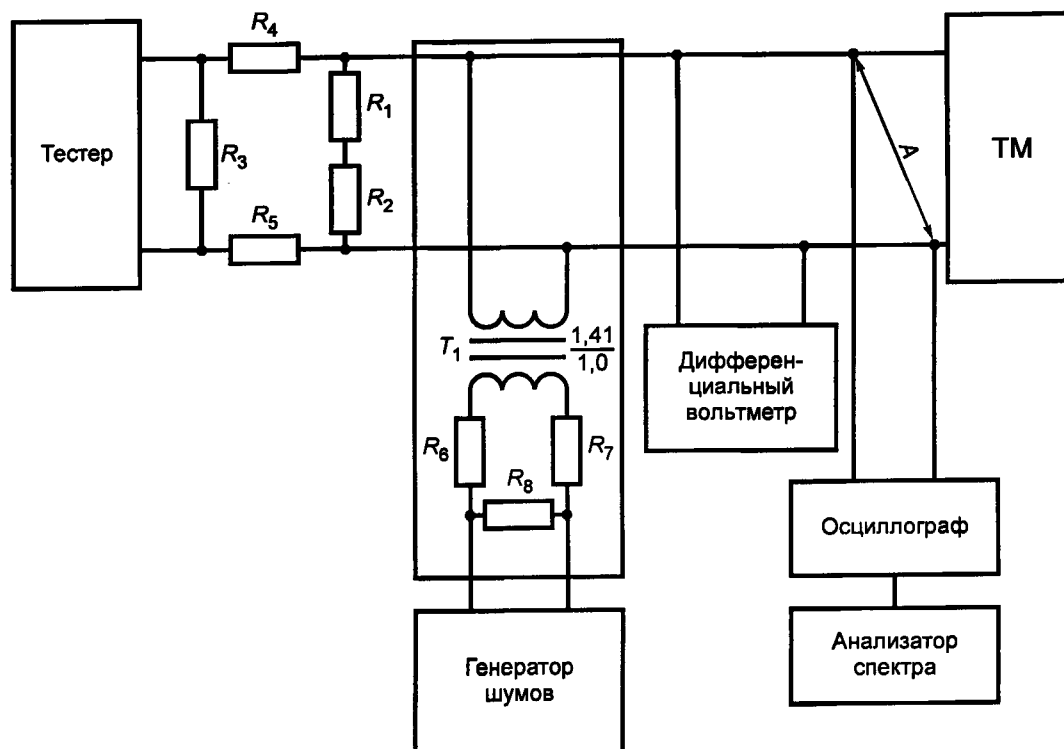 R4
R1
Тестер
R3
R2
R5
А
ТМ
T1
1,41
1,0
Дифферен-
циальный
вольтметр
R6
R7
R8
Осциллограф
Генератор
шумов
Анализатор
спектра